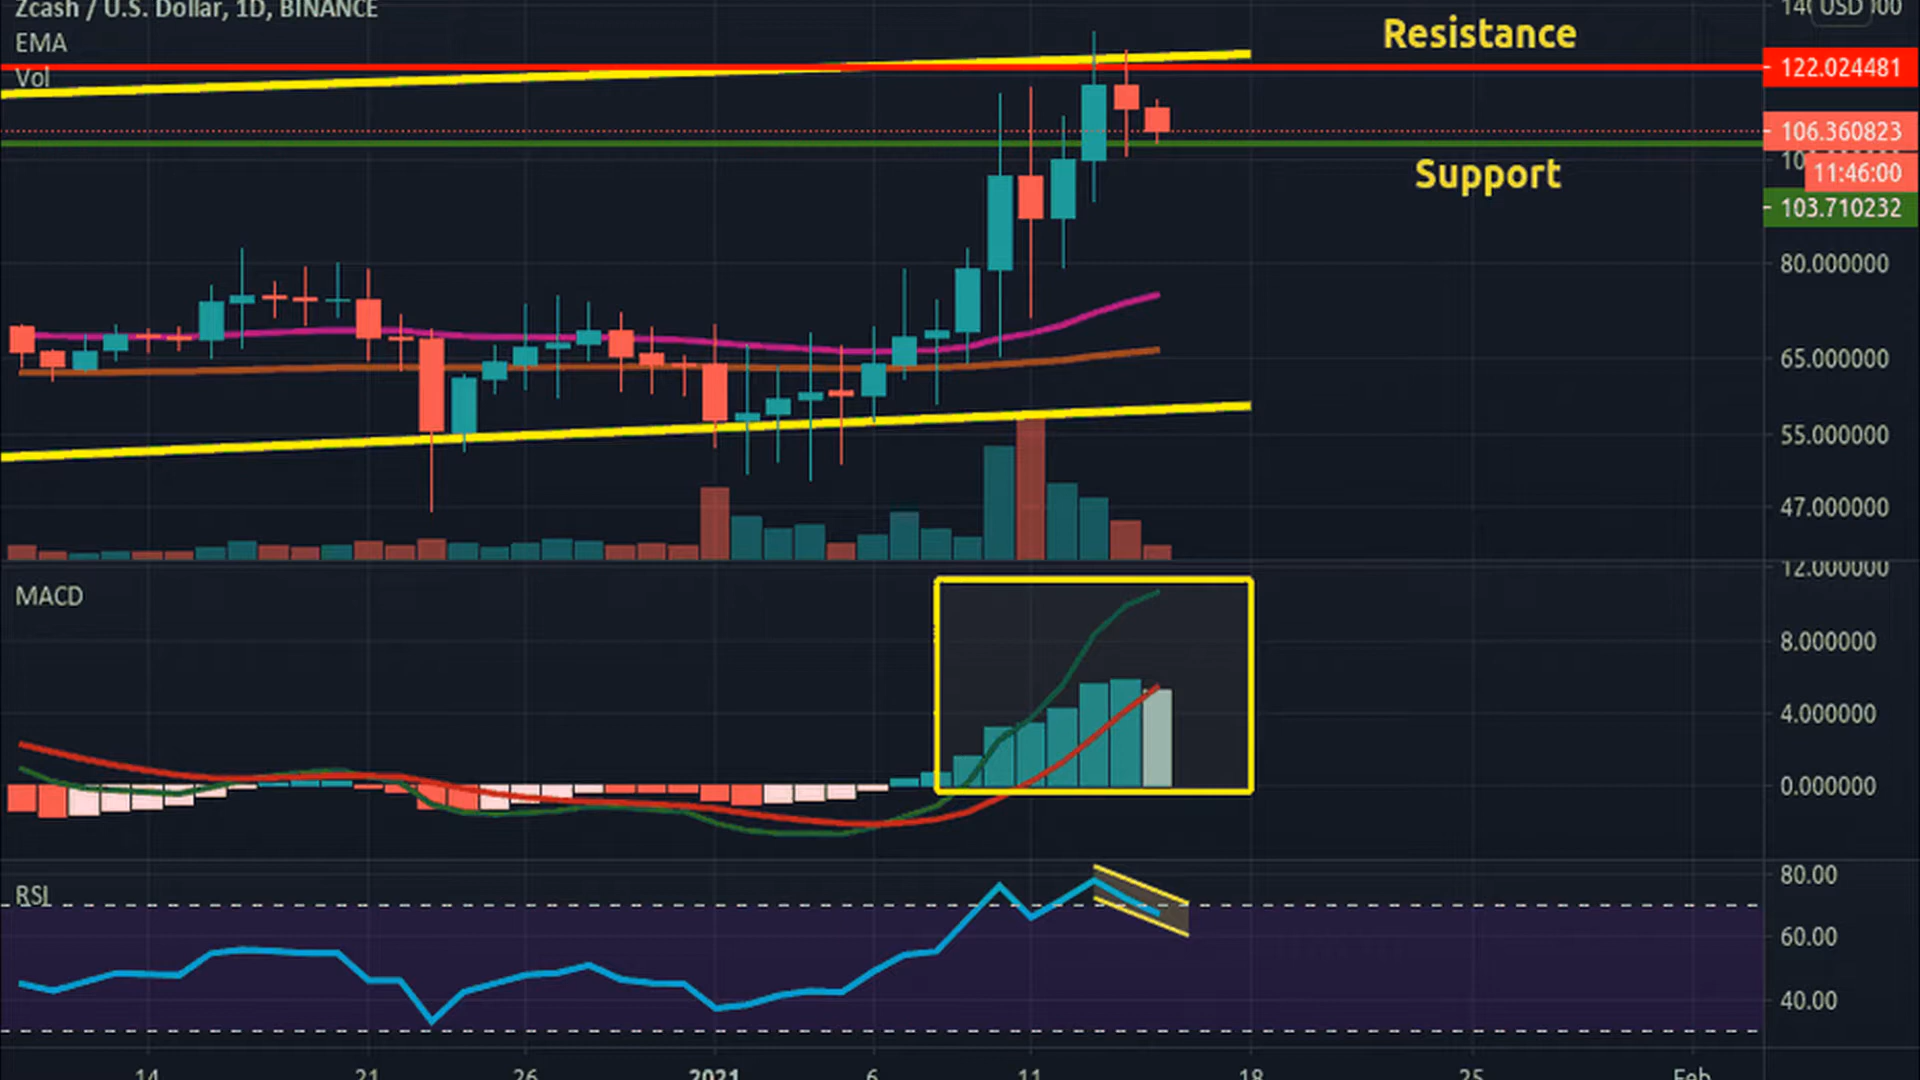 Zcash / U.S. Dollar, 1D, BINANCE
EMA
Vol
Resistance
Support
USD
122.024481
106.360823
11:46:00
103.710232
80.000000
65.000000
55.000000
47.000000
MACD
12.000000
8.000000
4.000000
0.000000
RSI
80.00
60.00
40.00
14
21
26
2021
6
11
18
25
Feb